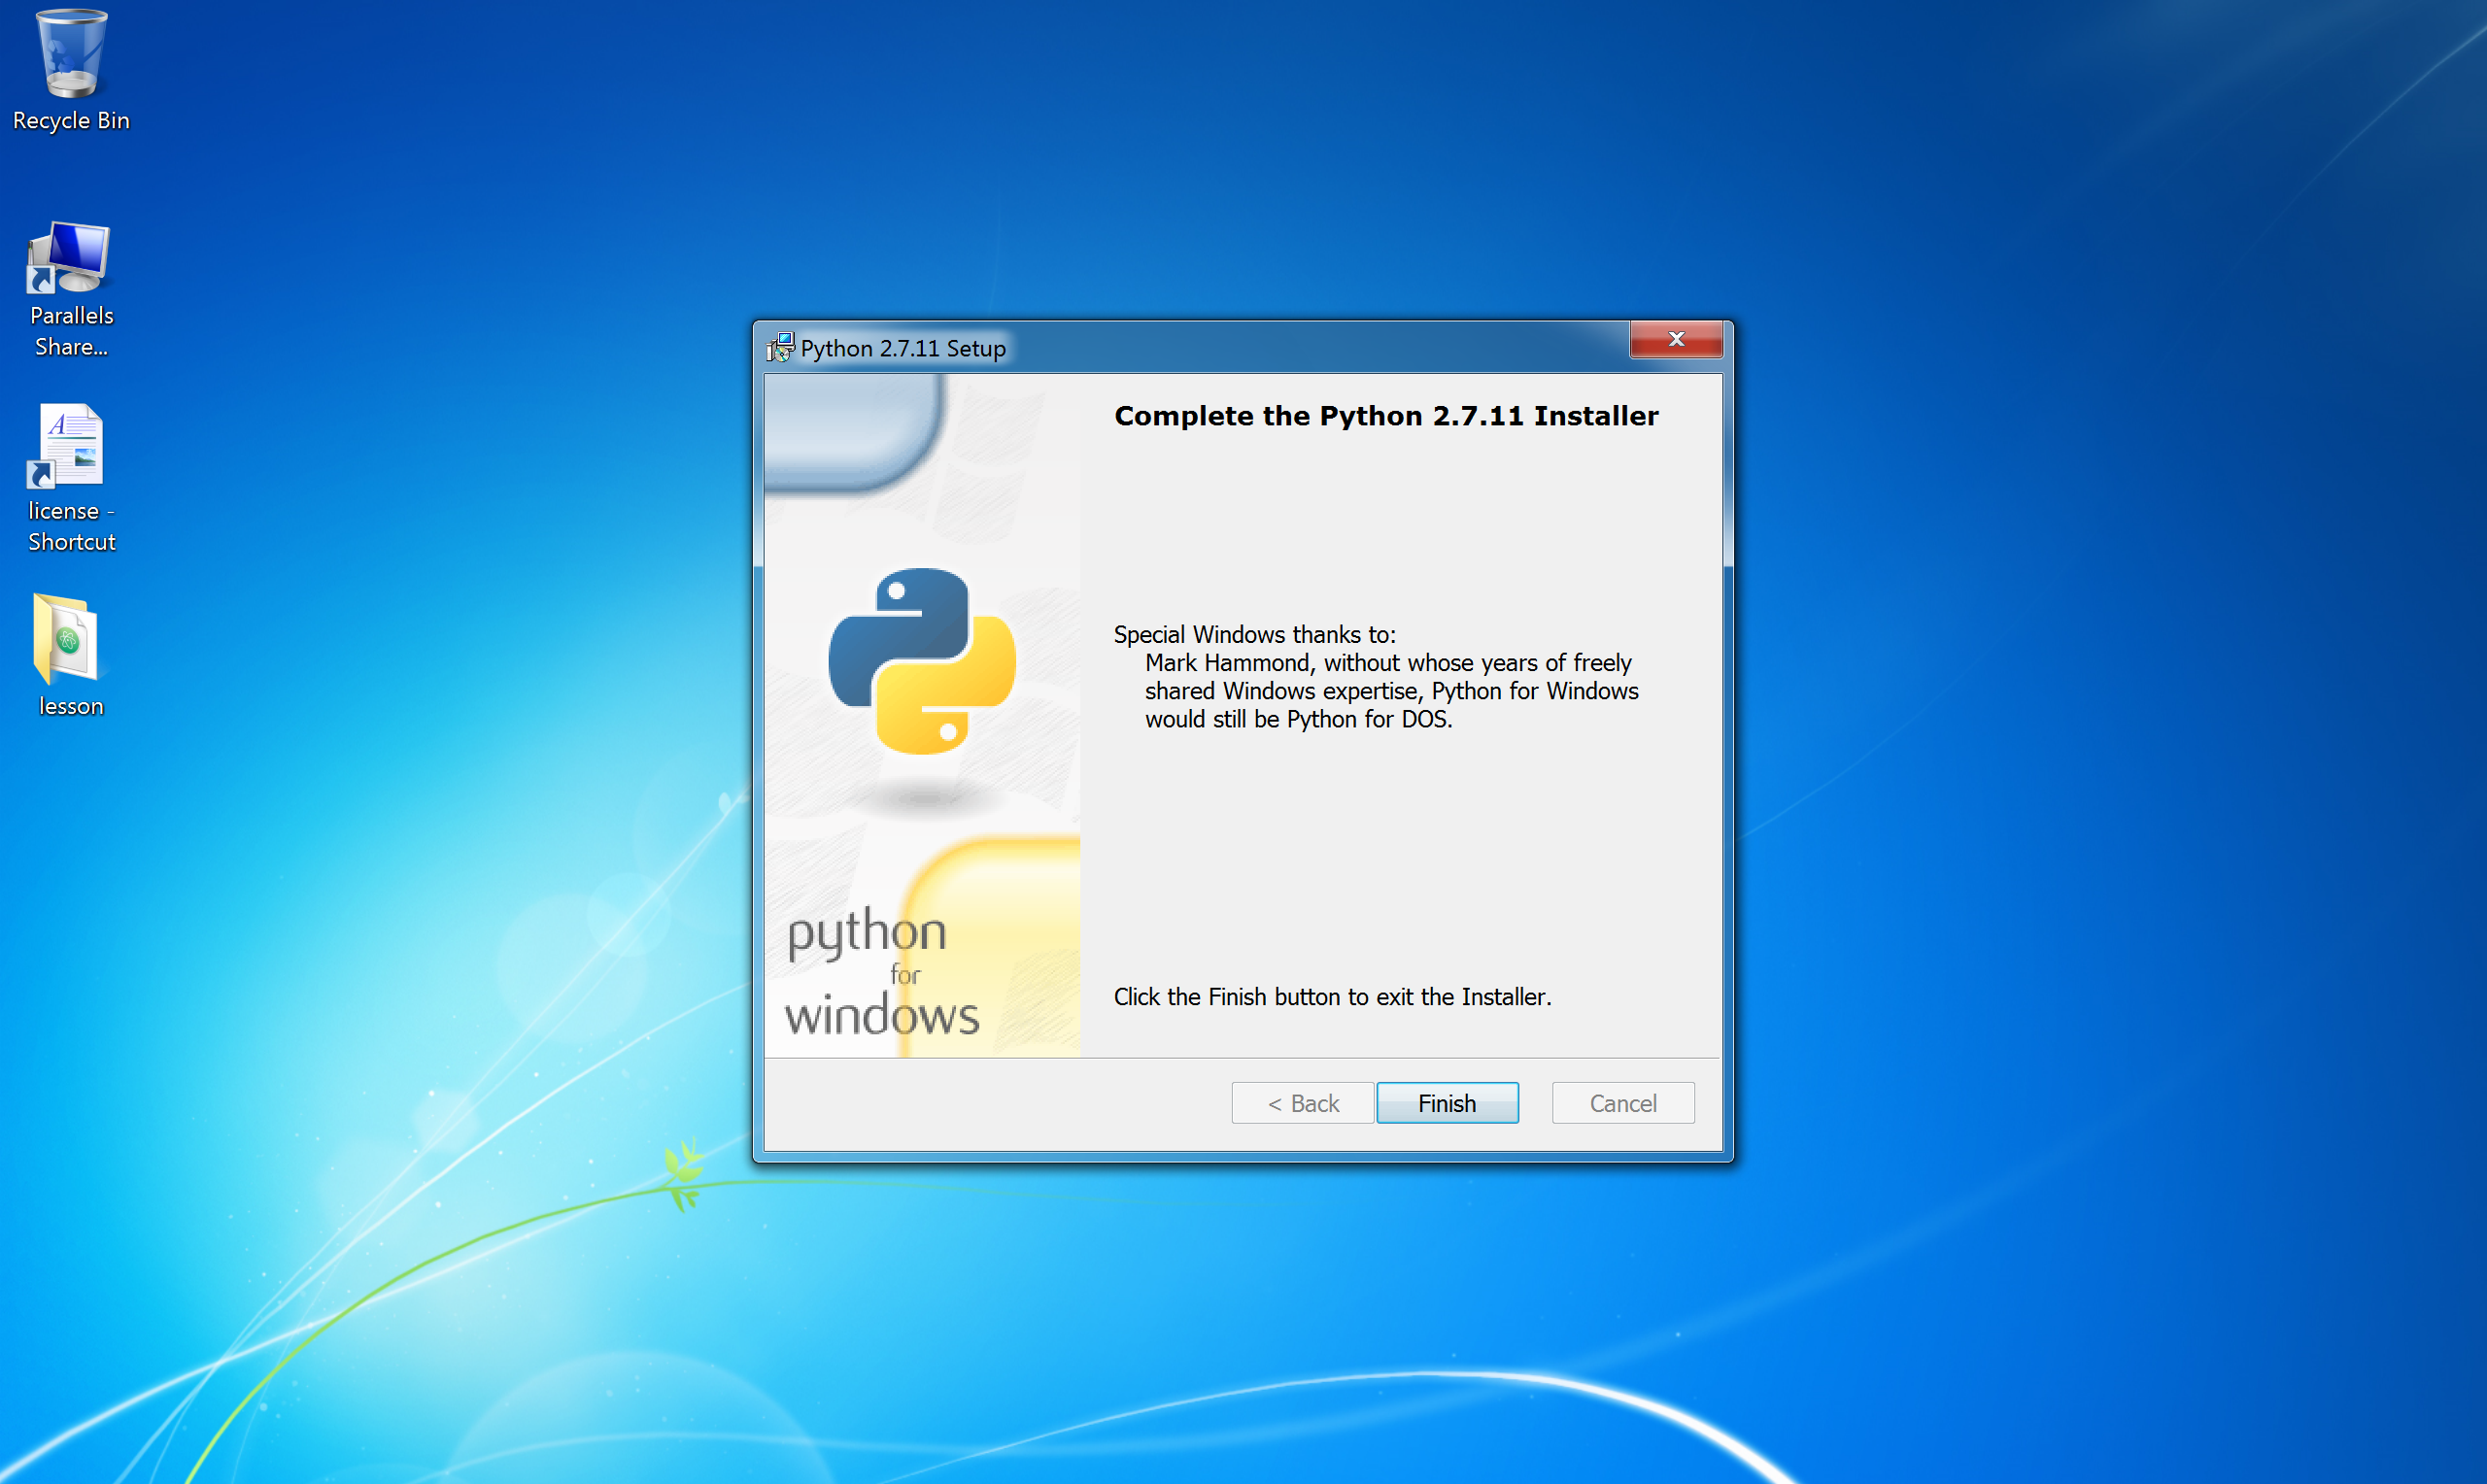 Recycle Bin
Parallels
Share...
license -
Shortcut
lesson
Python 2.7.11 Setup
Complete the Python 2.7.11 Installer
Special Windows thanks to:
Mark Hammond, without whose years of freely
shared Windows expertise, Python for Windows
would still be Python for DOS.
python
for
windows
Click the Finish button to exit the Installer.
< Back
Finish
Cancel